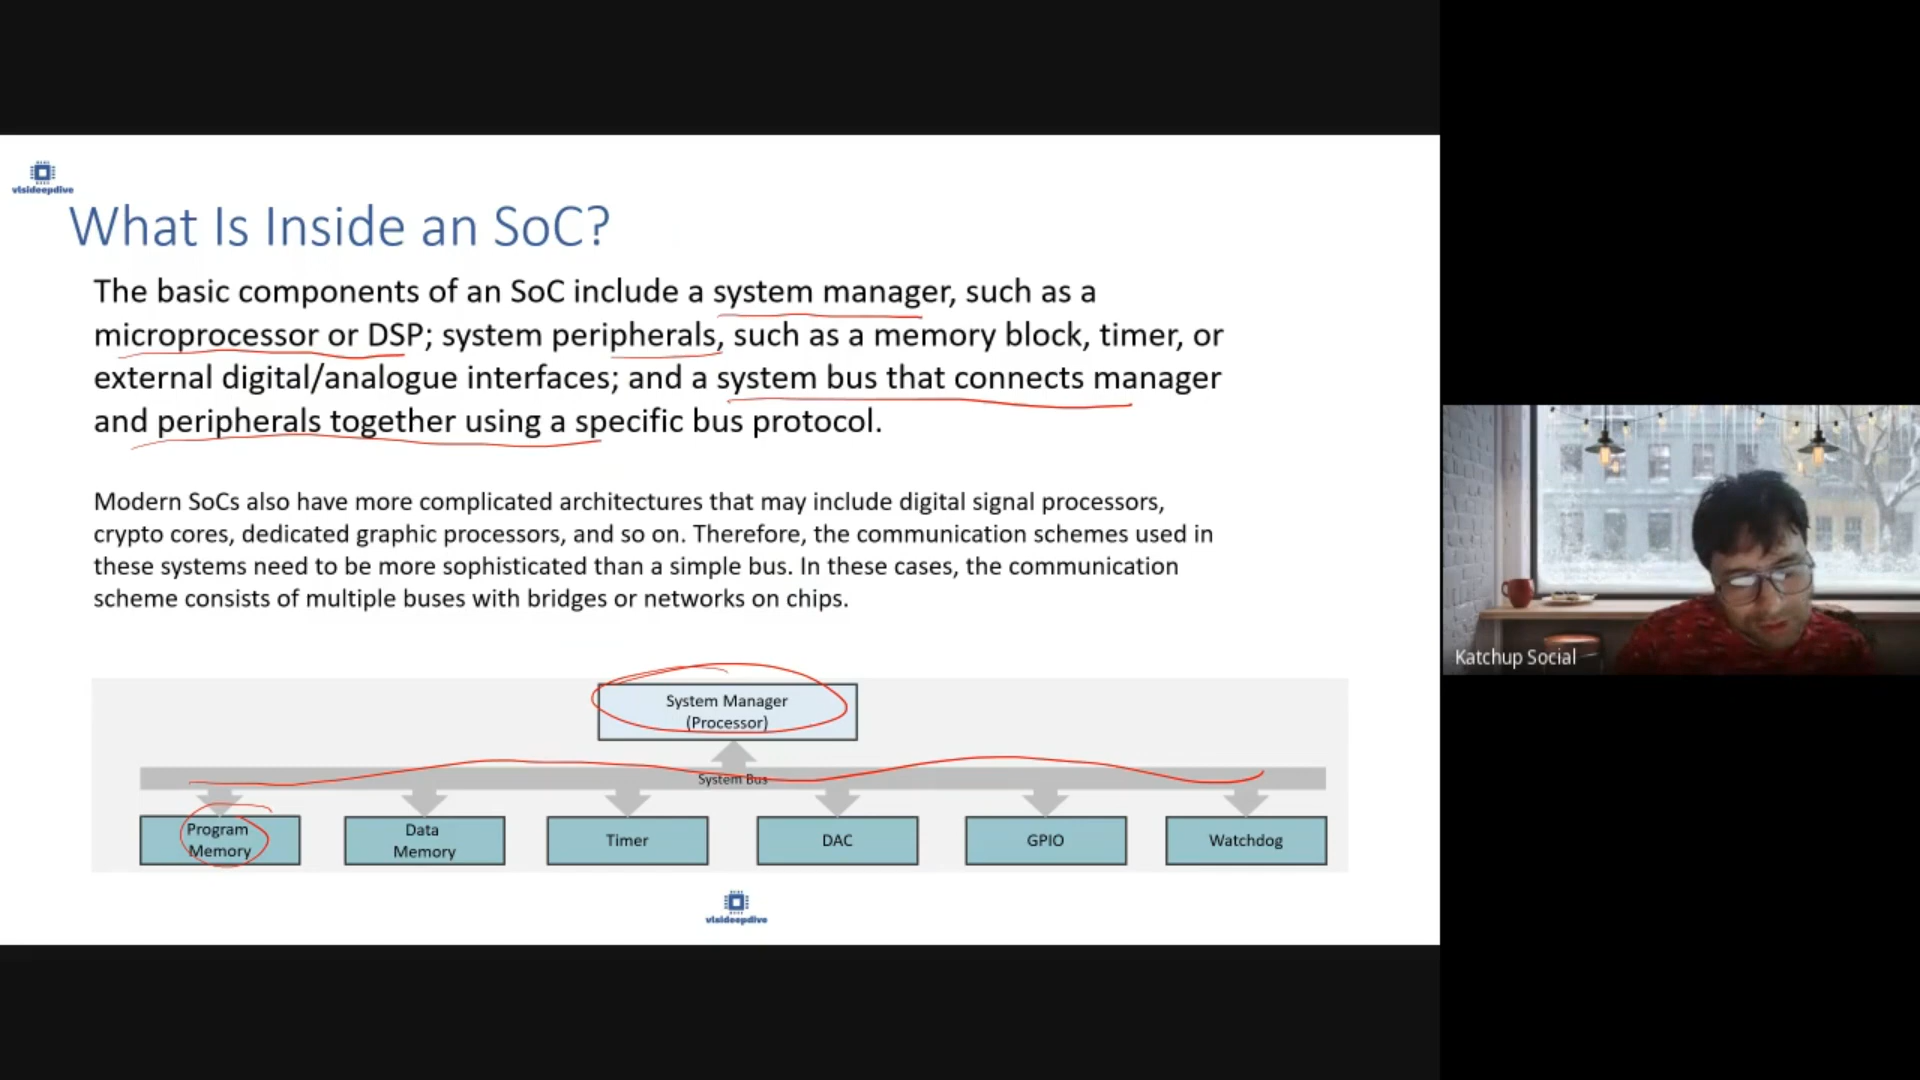 vlsideepdive
What Is Inside an SoC?
The basic components of an SoC include a system manager, such as a
microprocessor or DSP; system peripherals, such as a memory block, timer, or
external digital/analogue interfaces; and a system bus that connects manager
and peripherals together using a specific bus protocol.
Modern SoCs also have more complicated architectures that may include digital signal processors,
crypto cores, dedicated graphic processors, and so on. Therefore, the communication schemes used in
these systems need to be more sophisticated than a simple bus. In these cases, the communication
scheme consists of multiple buses with bridges or networks on chips.
System Manager
(Processor)
System Bus
Program
Memory
Data
Memory
Timer
DAC
GPIO
Watchdog
vlsideepdive
Katchup Social